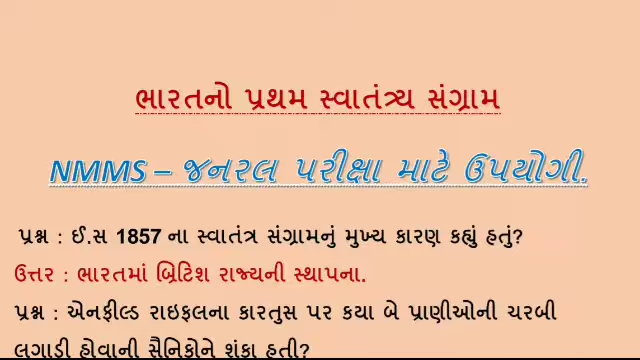 ભારતનો પ્રથમ સ્વાતંત્ર્ય સંગ્રામ
NMMS – જનરલ પરીક્ષા માટે ઉપયોગી.
પ્રશ્ન : ઈ.સ 1857 ના સ્વાતંત્ર સંગ્રામનું મુખ્ય કારણ કહ્યું હતું?
ઉત્તર : ભારતમાં બ્રિટિશ રાજ્યની સ્થાપના.
પ્રશ્ન : એનફીલ્ડ રાઇફલના કારતુસ પર કયા બે પ્રાણીઓની ચરબી
લગાડી હોવાની સૈનિકોને શંકા હતી?